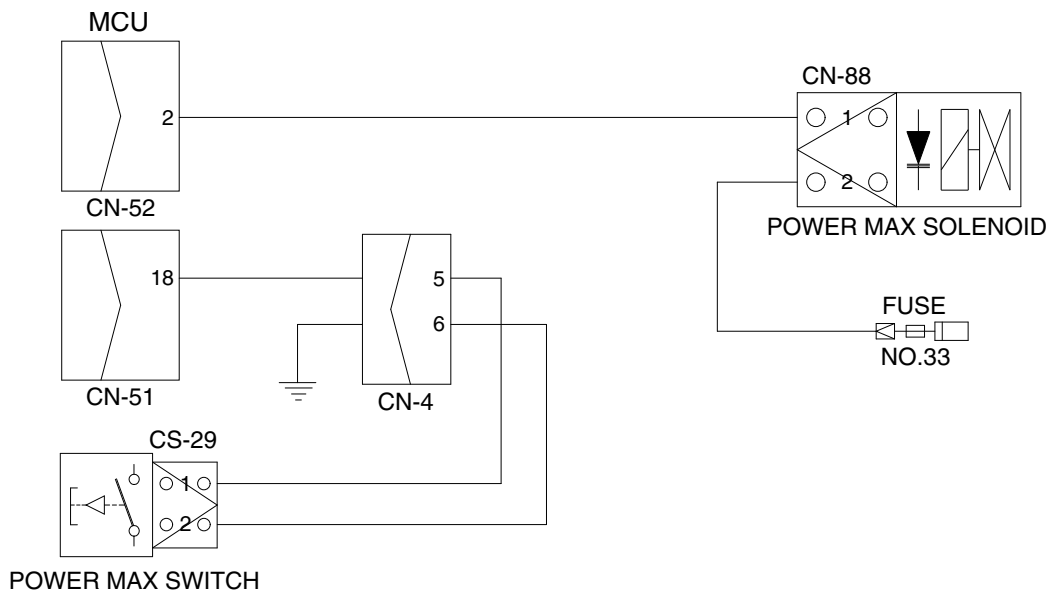 MCU
2
CN-52
CN-88
1
2
POWER MAX SOLENOID
18
CN-51
5
6
CN-4
FUSE
NO.33
CS-29
1
2
POWER MAX SWITCH